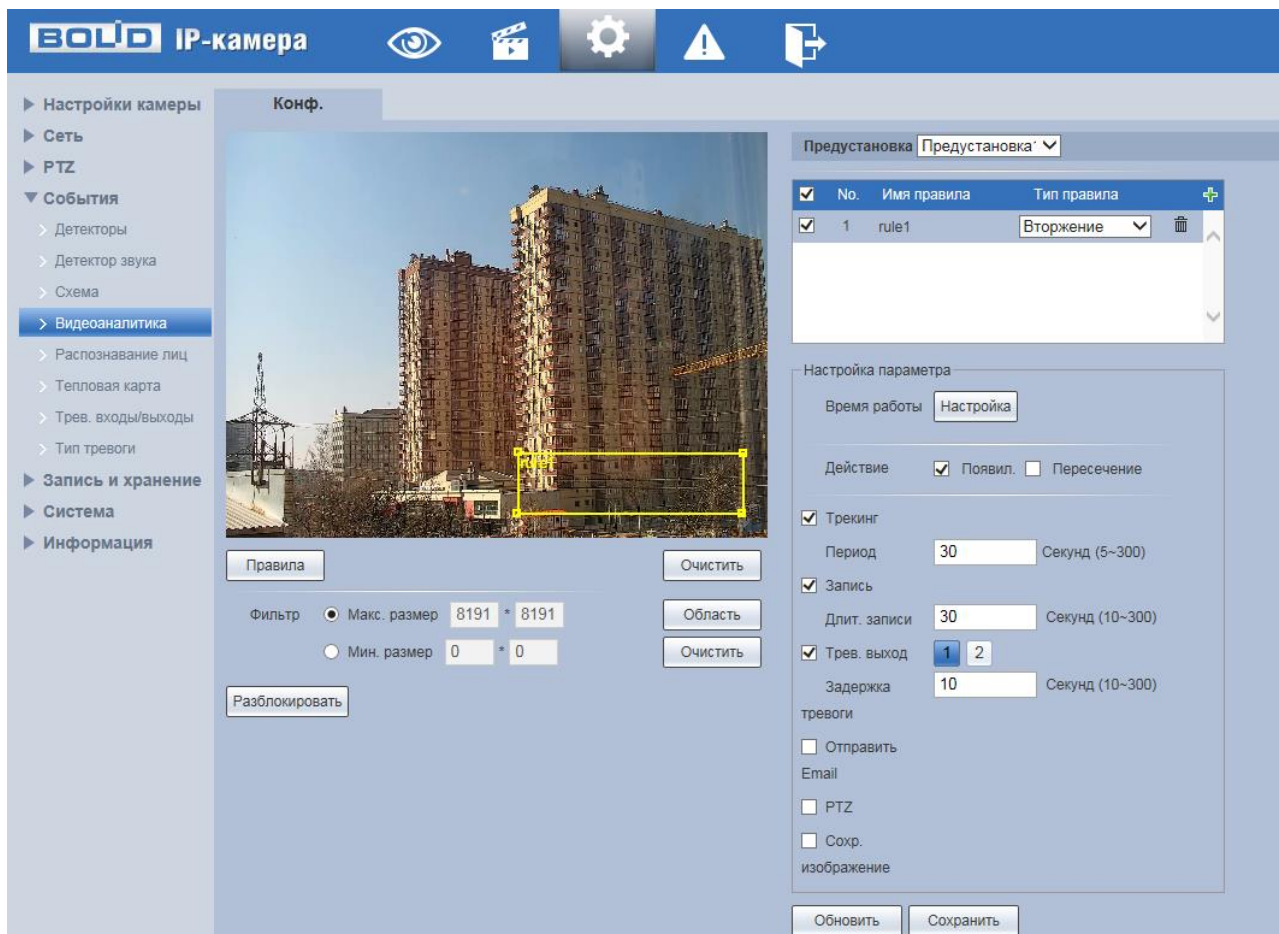 BOLID IP-камера
Настройки камеры
Сеть
PTZ
События
Детекторы
Детектор звука
Схема
Видеоаналитика
Распознавание лиц
Тепловая карта
Трев. входы/выходы
Тип тревоги
Запись и хранение
Система
Информация
Конф.
rule1
Правила
Очистить
Фильтр Макс. размер 8191 * 8191 Область
Мин. размер 0 * 0 Очистить
Разблокировать
Предустановка Предустановка1
No. Имя правила Тип правила
1 rule1 Вторжение
Настройка параметра
Время работы Настройка
Действие Появил. Пересечение
Трекинг
Период 30 Секунд (5~300)
Запись
Длит. записи 30 Секунд (10~300)
Трев. выход 1 2
Задержка 10 Секунд (10~300)
тревоги
Отправить
Email
PTZ
Сохр.
изображение
Обновить Сохранить